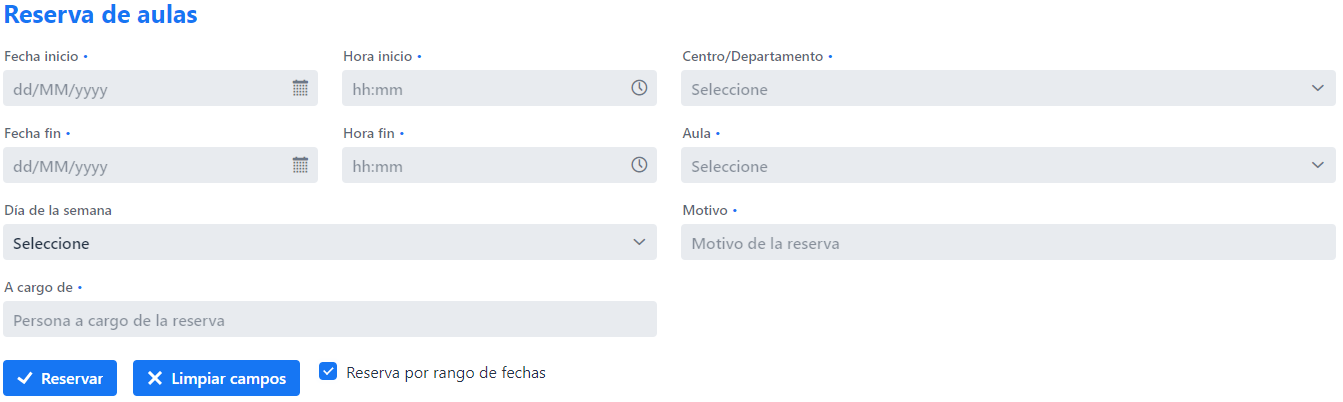 Reserva de aulas
Fecha inicio •
Hora inicio •
Centro/Departamento •
dd/MM/yyyy
hh:mm
Seleccione
Fecha fin •
Hora fin •
Aula •
dd/MM/yyyy
hh:mm
Seleccione
Día de la semana
Motivo •
Seleccione
Motivo de la reserva
A cargo de •
Persona a cargo de la reserva
Reservar
Limpiar campos
Reserva por rango de fechas